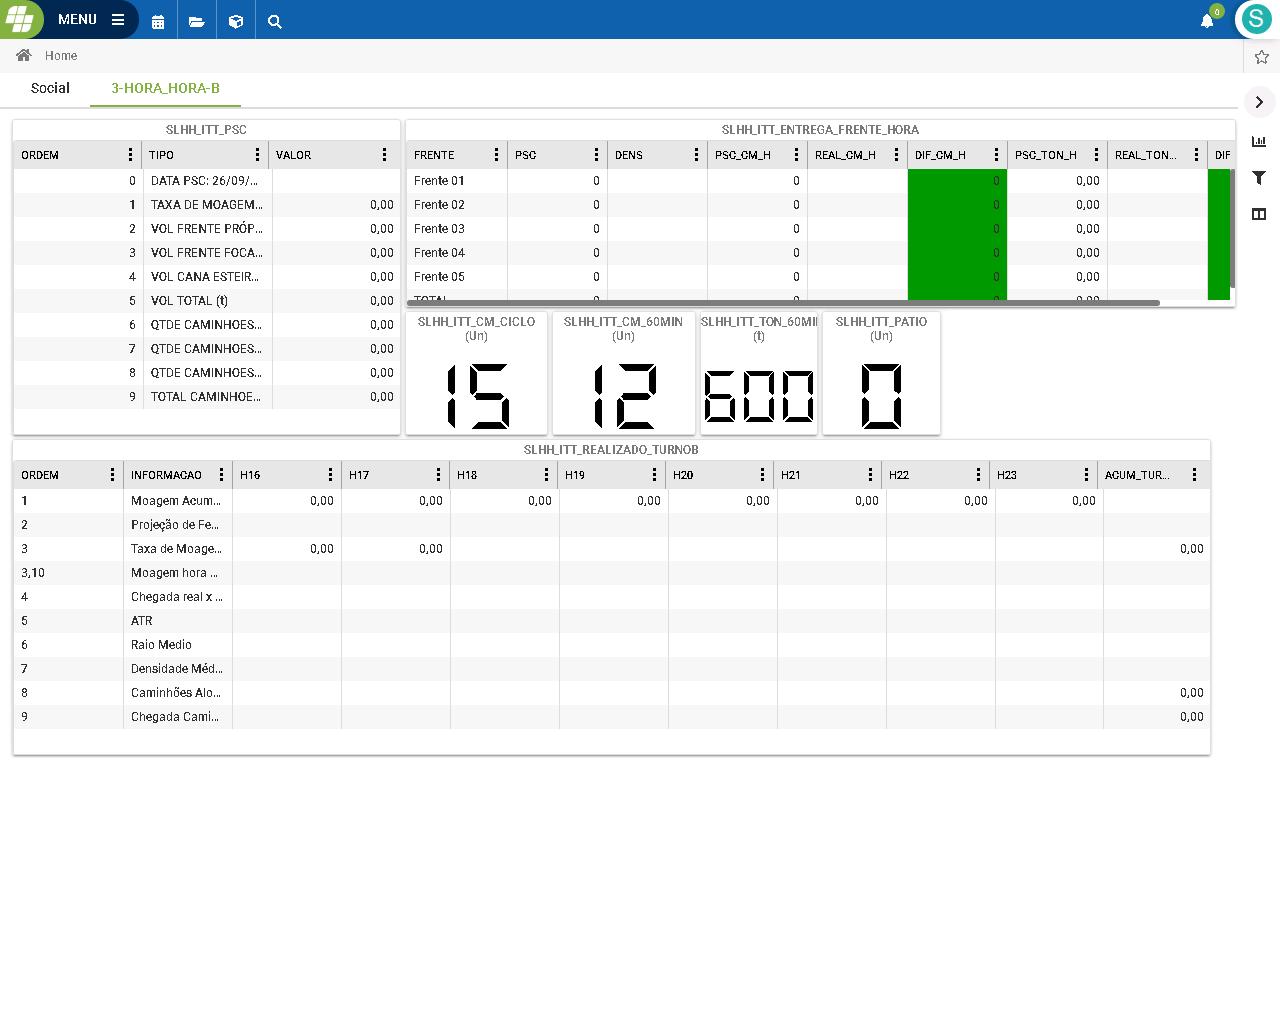 MENU
0
S
Home
Social
3-HORA_HORA-B
SLHH_ITT_PSC
ORDEM TIPO VALOR
0 DATA PSC: 26/09/...
1 TAXA DE MOAGEM... 0,00
2 VOL FRENTE PRÓP... 0,00
3 VOL FRENTE FOCA... 0,00
4 VOL CANA ESTEIR... 0,00
5 VOL TOTAL (t) 0,00
6 QTDE CAMINHOES... 0,00
7 QTDE CAMINHOES... 0,00
8 QTDE CAMINHOES... 0,00
9 TOTAL CAMINHOE... 0,00
SLHH_ITT_ENTREGA_FRENTE_HORA
FRENTE PSC DENS PSC_CM_H REAL_CM_H DIF_CM_H PSC_TON_H REAL_TON... DIF
Frente 01 0 0 0 0,00
Frente 02 0 0 0 0,00
Frente 03 0 0 0 0,00
Frente 04 0 0 0 0,00
Frente 05 0 0 0 0,00
TOTAL 0 0 0 0,00
SLHH_ITT_CM_CICLO
(Un)
15
SLHH_ITT_CM_60MIN
(Un)
12
SLHH_ITT_TON_60MI
(t)
600
SLHH_ITT_PATIO
(Un)
0
SLHH_ITT_REALIZADO_TURNOB
ORDEM INFORMACAO H16 H17 H18 H19 H20 H21 H22 H23 ACUM_TUR...
1 Moagem Acum... 0,00 0,00 0,00 0,00 0,00 0,00 0,00 0,00
2 Projeção de Fe...
3 Taxa de Moage... 0,00 0,00 0,00
3,10 Moagem hora ...
4 Chegada real x ...
5 ATR
6 Raio Medio
7 Densidade Méd...
8 Caminhões Alo... 0,00
9 Chegada Cami... 0,00